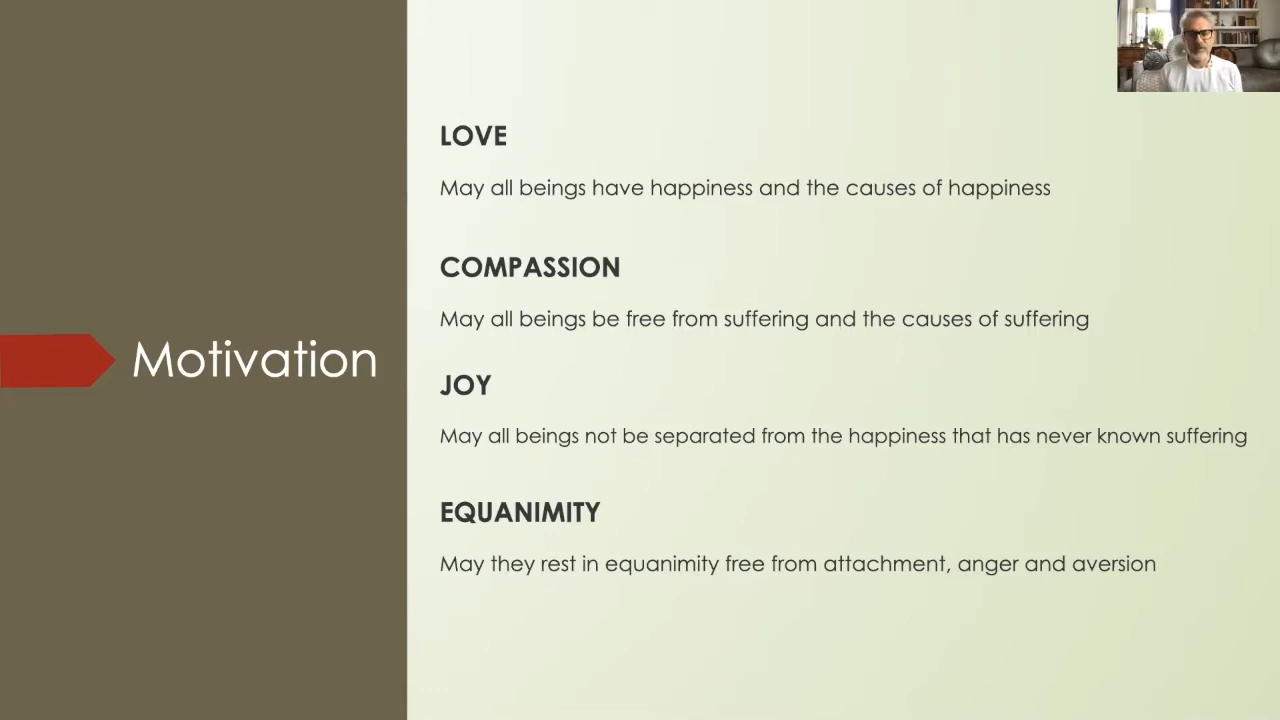 Motivation
LOVE
May all beings have happiness and the causes of happiness
COMPASSION
May all beings be free from suffering and the causes of suffering
JOY
May all beings not be separated from the happiness that has never known suffering
EQUANIMITY
May they rest in equanimity free from attachment, anger and aversion